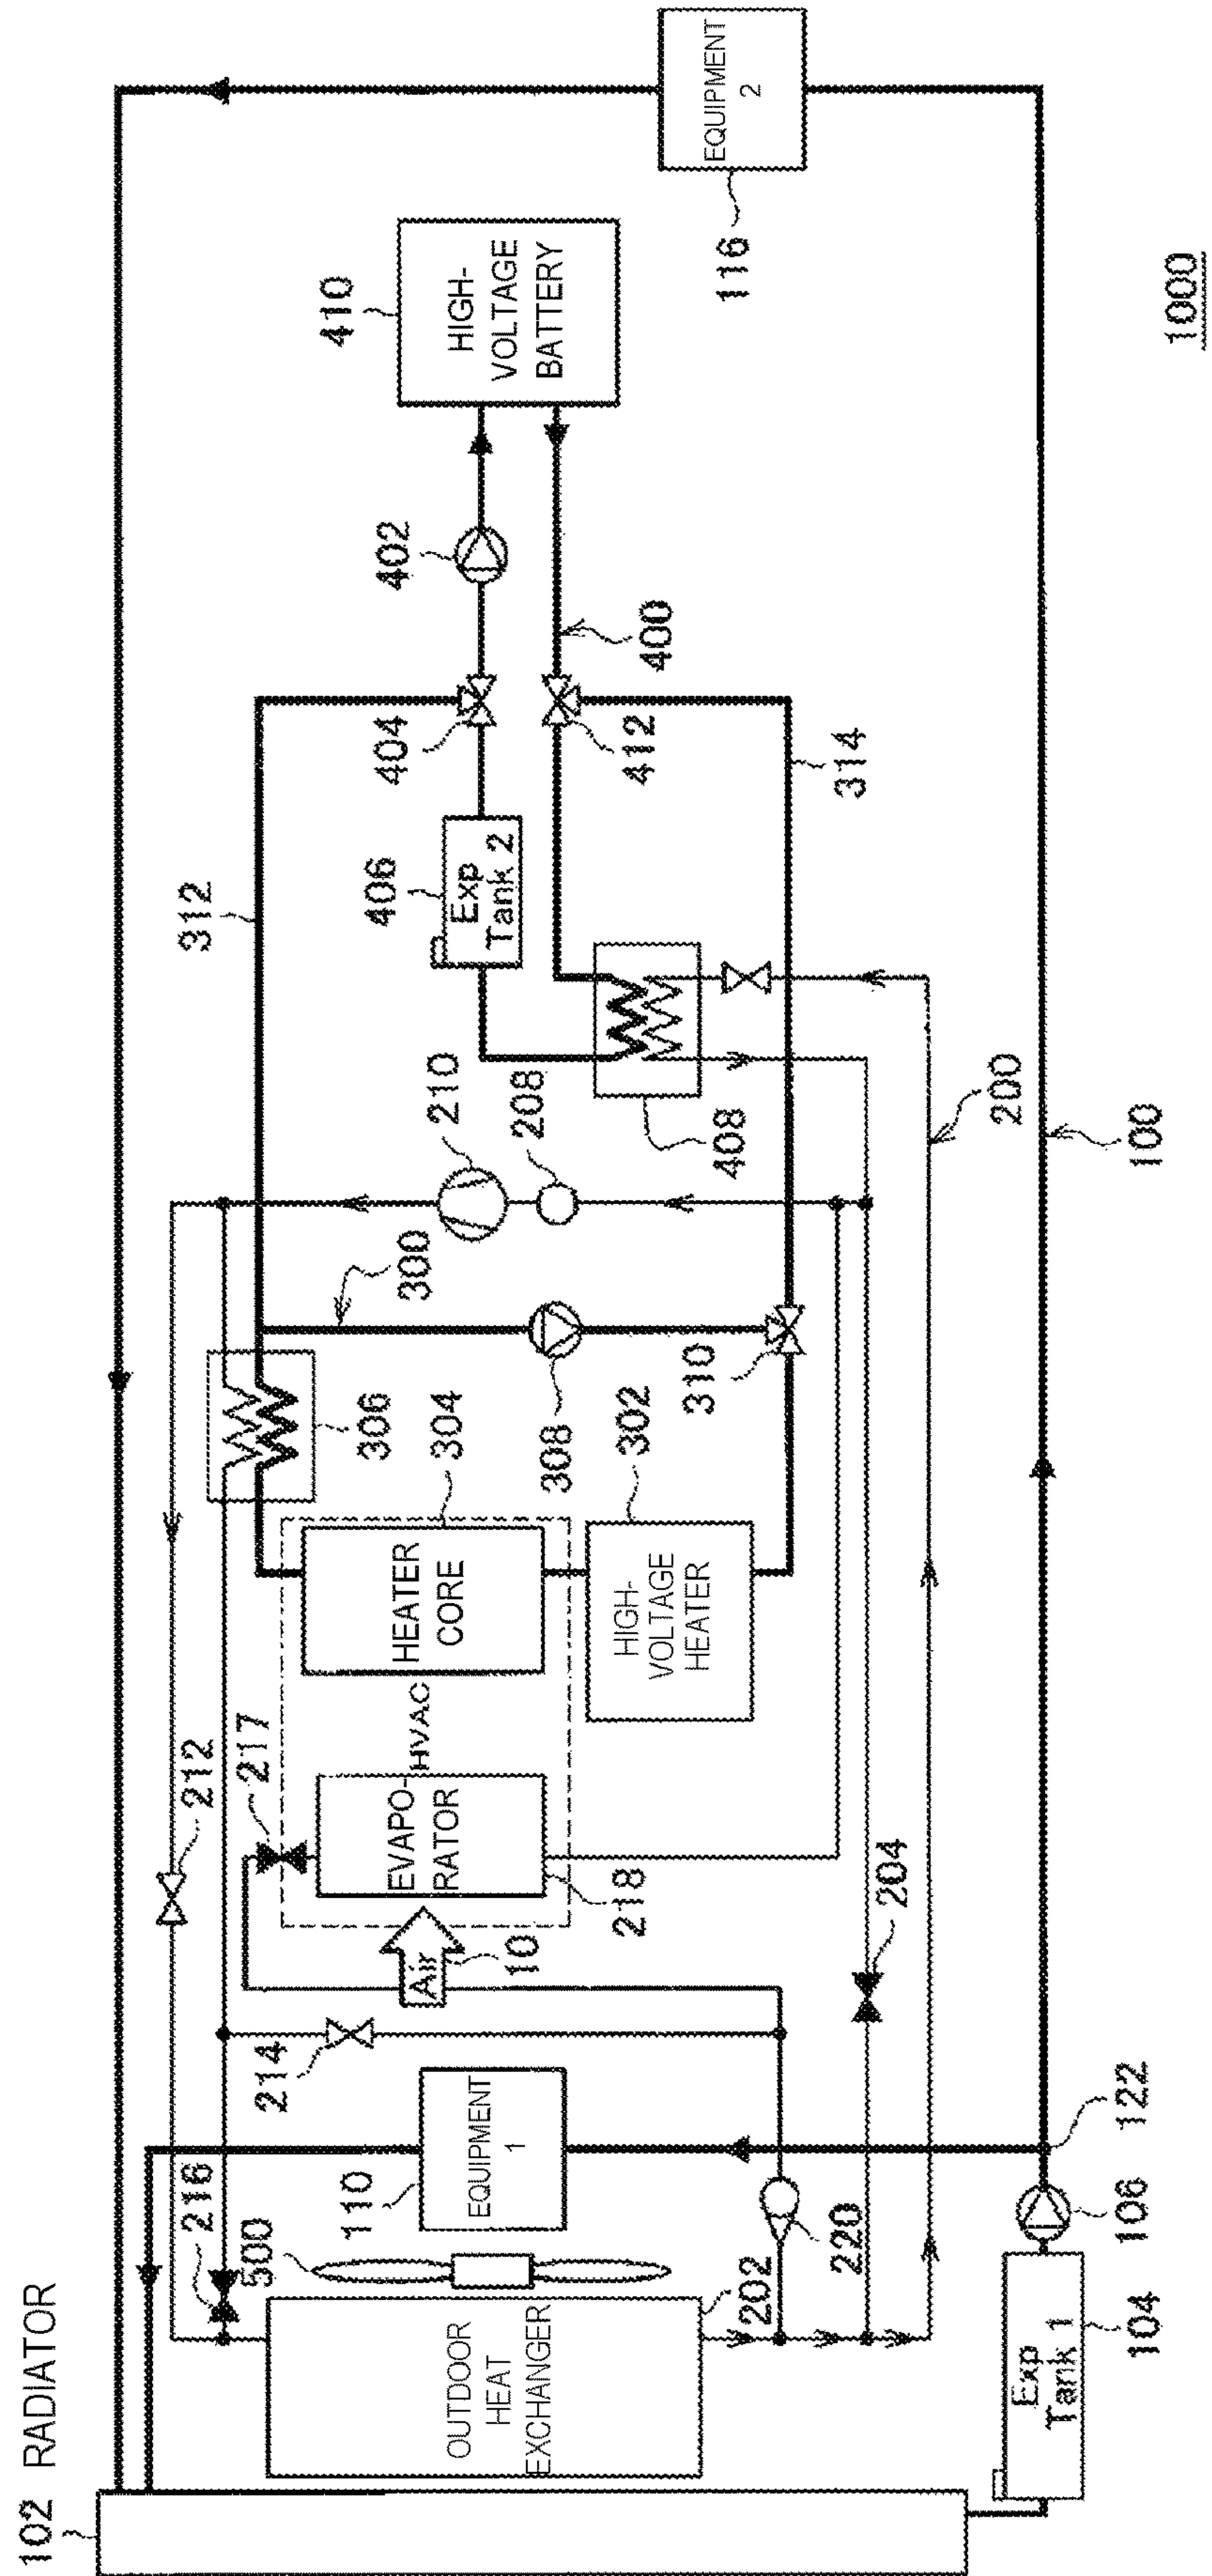 102 RADIATOR
OUTDOOR
HEAT
EXCHANGER
202
500
216
EQUIPMENT
1
110
220
Exp
Tank 1
104
106
122
214
212
217
Air
10
EVAPO-
RATOR
218
HVAC
HEATER
CORE
304
306
HIGH-
VOLTAGE
HEATER
302
204
308
310
300
210
208
408
200
100
312
Exp
Tank 2
406
404
402
412
314
400
410
HIGH-
VOLTAGE
BATTERY
EQUIPMENT
2
116
1000